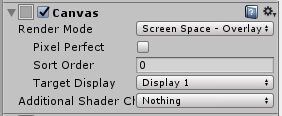 Canvas
Render Mode Screen Space - Overlay
Pixel Perfect
Sort Order 0
Target Display Display 1
Additional Shader Ch Nothing